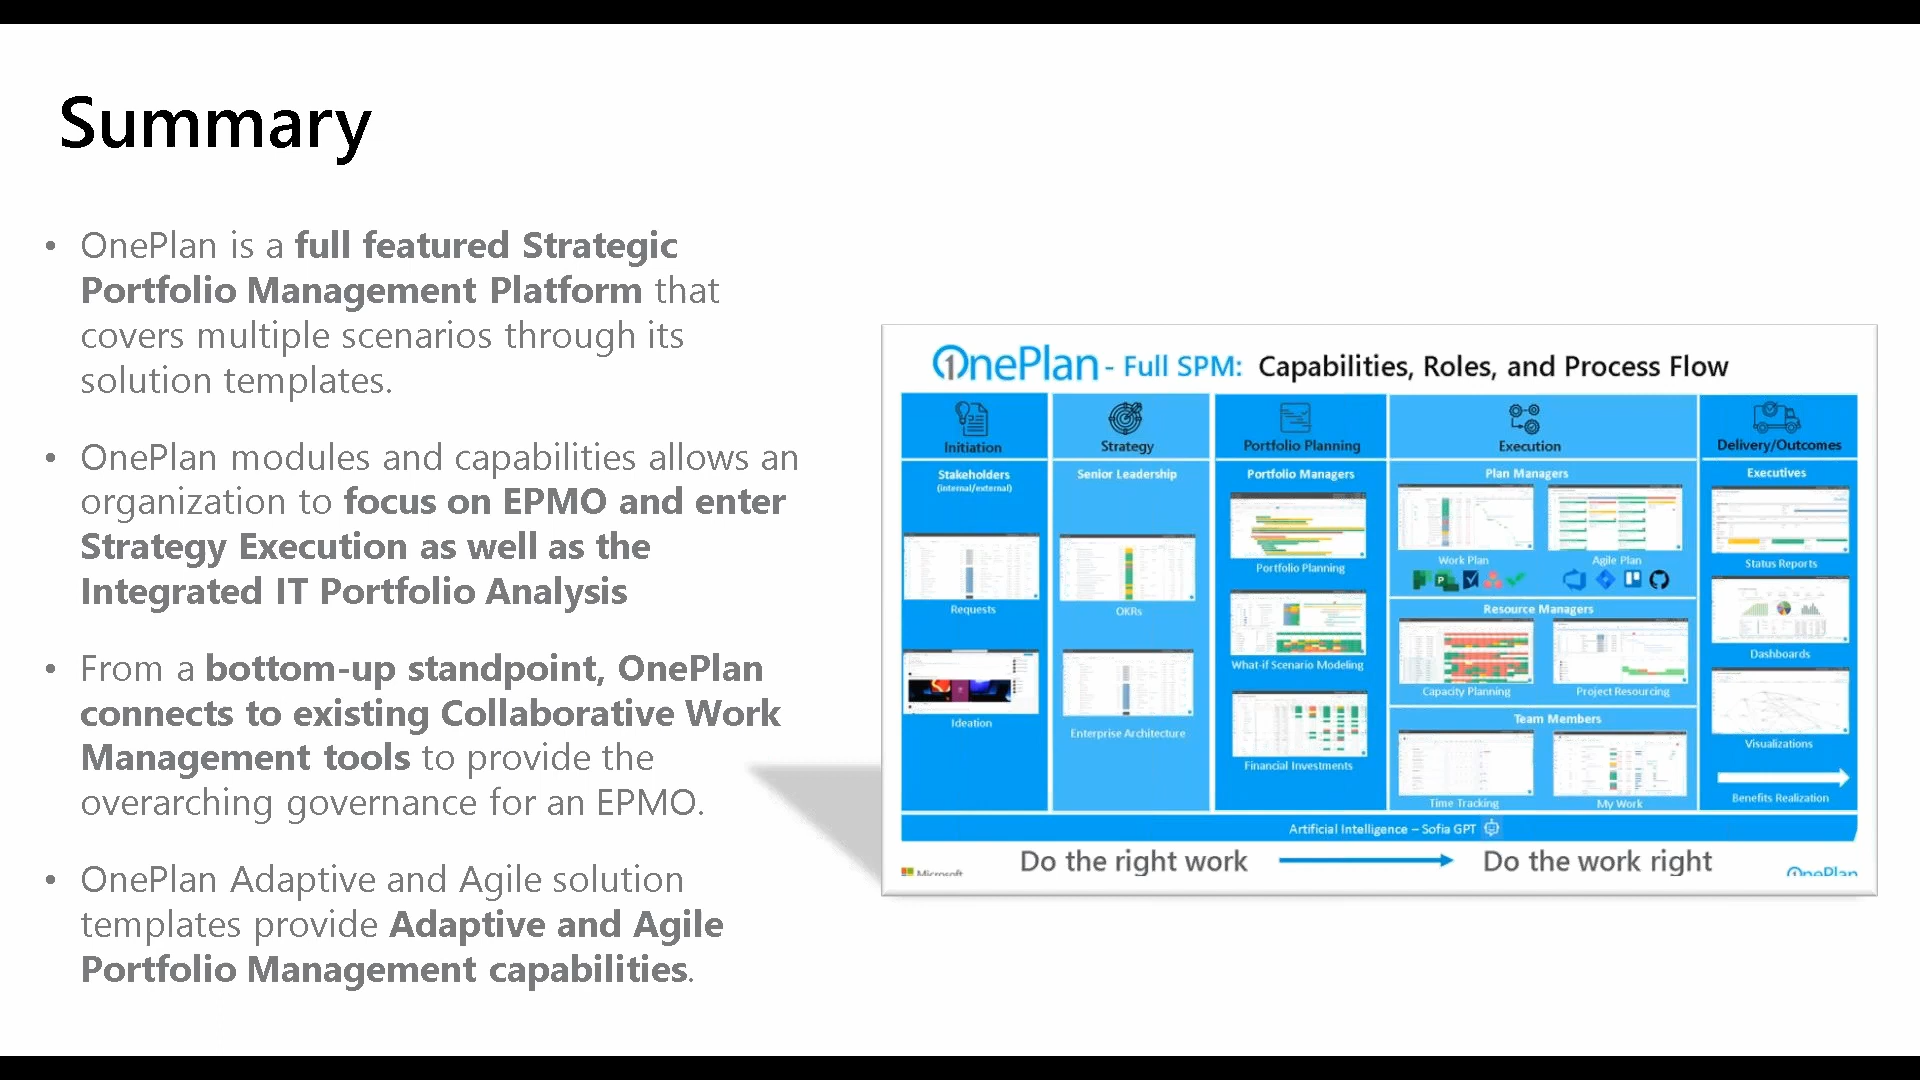 Summary
• OnePlan is a full featured Strategic
Portfolio Management Platform that
covers multiple scenarios through its
solution templates.
• OnePlan modules and capabilities allows an
organization to focus on EPMO and enter
Strategy Execution as well as the
Integrated IT Portfolio Analysis
• From a bottom-up standpoint, OnePlan
connects to existing Collaborative Work
Management tools to provide the
overarching governance for an EPMO.
• OnePlan Adaptive and Agile solution
templates provide Adaptive and Agile
Portfolio Management capabilities.
OnePlan - Full SPM: Capabilities, Roles, and Process Flow
Initiation
Stakeholders
(internal/external)
Requests
Ideation
Strategy
Senior Leadership
OKRs
Enterprise Architecture
Portfolio Planning
Portfolio Managers
Portfolio Planning
What-if Scenario Modeling
Financial Investments
Execution
Plan Managers
Work Plan Agile Plan
Resource Managers
Capacity Planning Project Resourcing
Team Members
Time Tracking My Work
Delivery/Outcomes
Executives
Status Reports
Dashboards
Visualizations
Benefits Realization
Artificial Intelligence – Sofia GPT
Do the right work Do the work right
Microsoft OnePlan